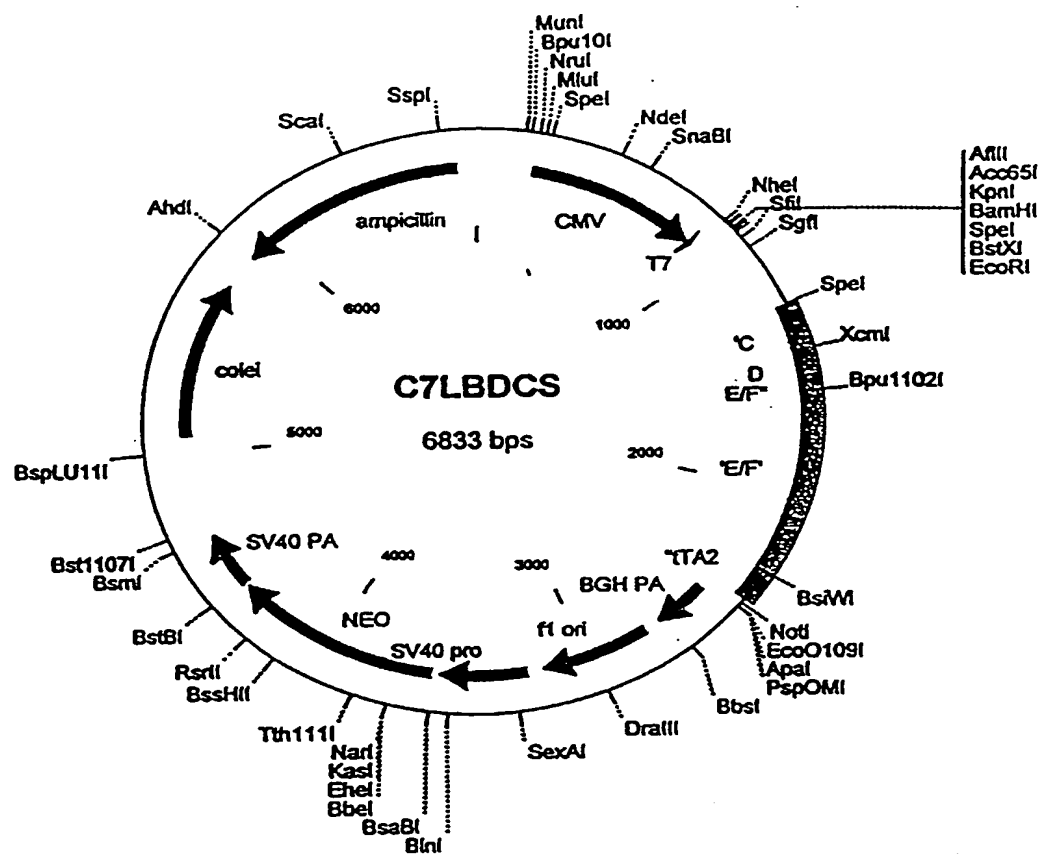 MunI
Bpu10I
NruI
MluI
SpeI
SspI
ScaI
AhdI
NdeI
SnaBI
NheI
SfiI
SgfI
AflII
Acc65I
KpnI
BamHI
SpeI
BstXI
EcoRI
ampicillin
CMV
T7
6000
1000
SpeI
XcmI
Bpu1102I
"C
D
E/F"
colei
C7LBDCS
6833 bps
5000
2000
"E/F'
BspLU11I
SV40 PA
4000
3000
"tTA2
BGH PA
Bst1107I
BsmI
BstBI
RsrII
BssHII
NEO
SV40 pro
f1 ori
BsiWI
NotI
EcoO109I
ApaI
PspOMI
BbsI
DraIII
SexAI
Tth111I
NarI
KasI
EheI
BbeI
BsaBI
BlnI